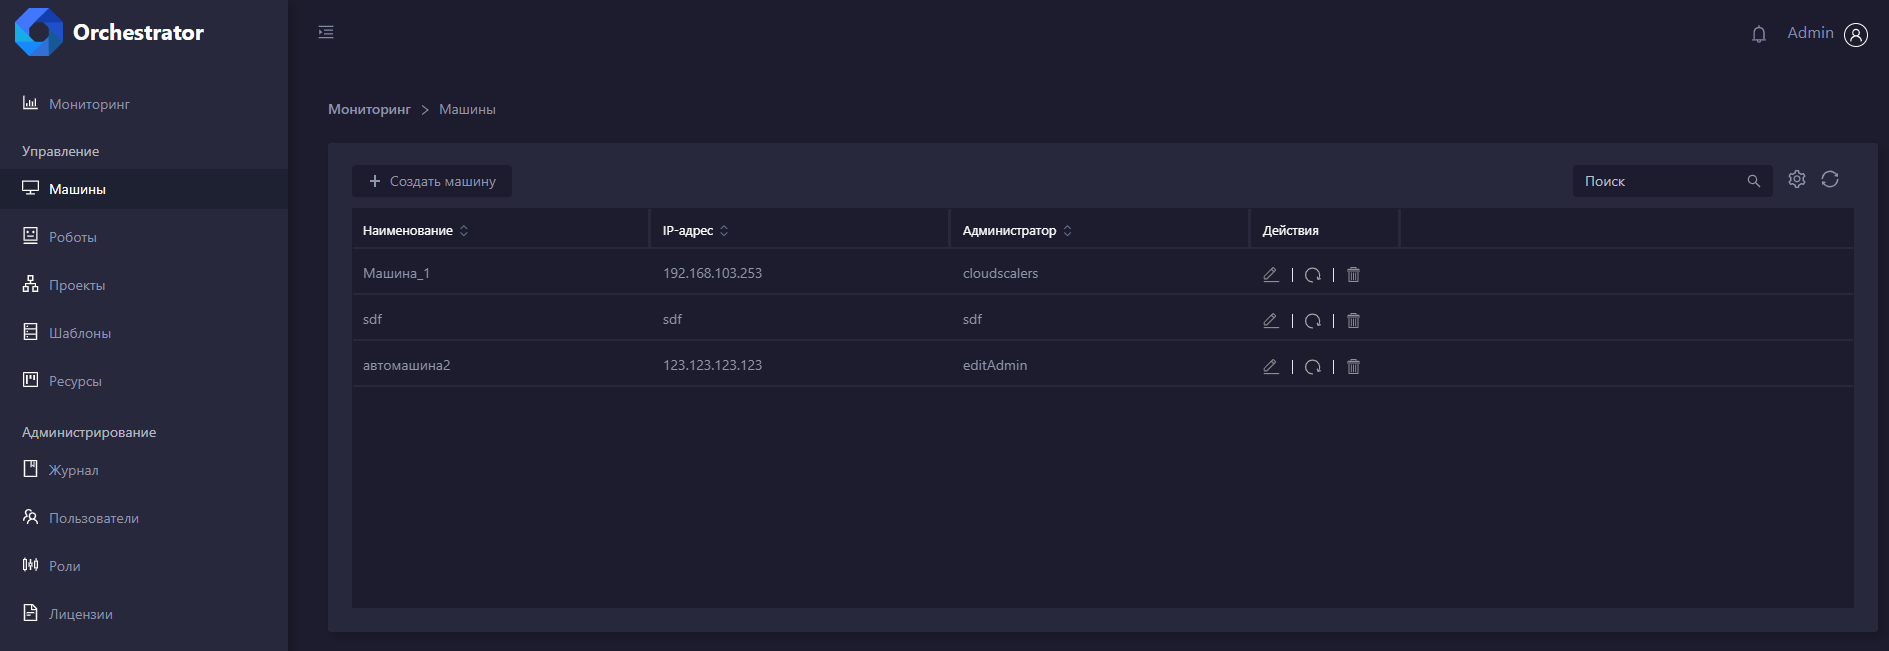 Orchestrator
Мониторинг
Управление
Машины
Роботы
Проекты
Шаблоны
Ресурсы
Администрирование
Журнал
Пользователи
Роли
Лицензии
Admin
Мониторинг > Машины
+ Создать машину
Поиск
Наименование IP-адрес Администратор Действия
Машина_1 192.168.103.253 cloudscalers
sdf sdf sdf
автомашина2 123.123.123.123 editAdmin